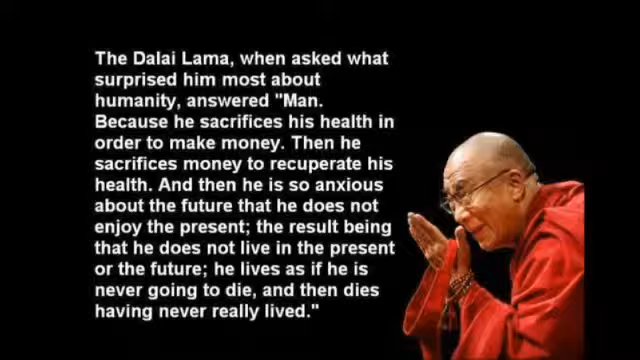 The Dalai Lama, when asked what
surprised him most about
humanity, answered "Man.
Because he sacrifices his health in
order to make money. Then he
sacrifices money to recuperate his
health. And then he is so anxious
about the future that he does not
enjoy the present; the result being
that he does not live in the present
or the future; he lives as if he is
never going to die, and then dies
having never really lived."